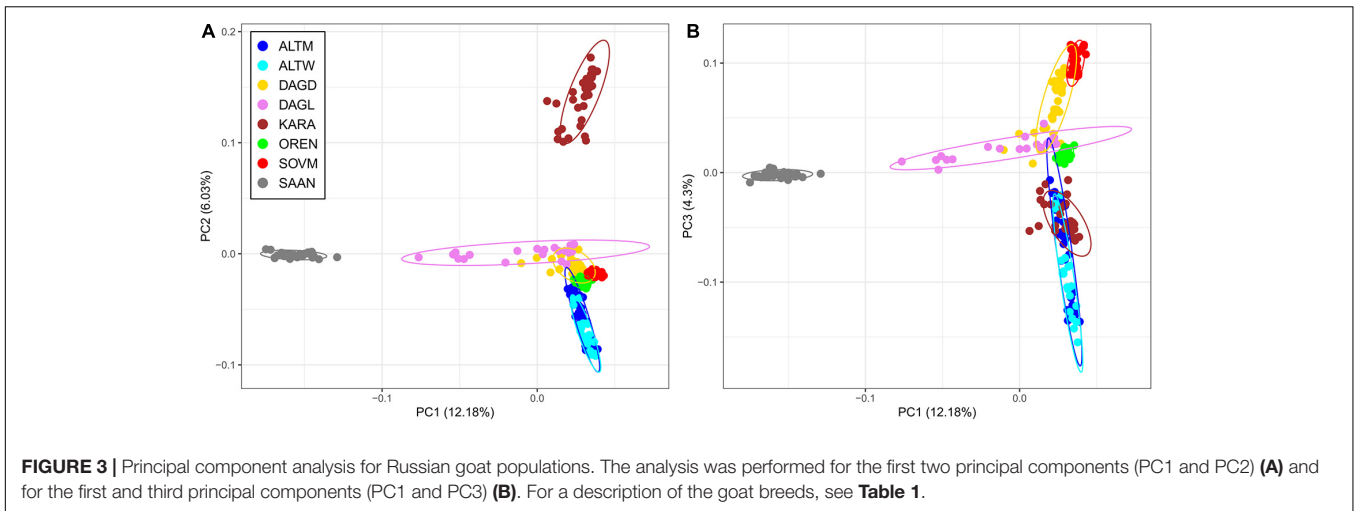 A
0.2
ALTM
ALTW
DAGD
DAGL
KARA
OREN
SOVM
SAAN
0.1
0.0
−0.1
PC2 (6.03%)
−0.1
0.0
PC1 (12.18%)
B
0.1
0.0
−0.1
PC3 (4.3%)
−0.1
0.0
PC1 (12.18%)
FIGURE 3 | Principal component analysis for Russian goat populations. The analysis was performed for the first two principal components (PC1 and PC2) (A) and
for the first and third principal components (PC1 and PC3) (B). For a description of the goat breeds, see Table 1.